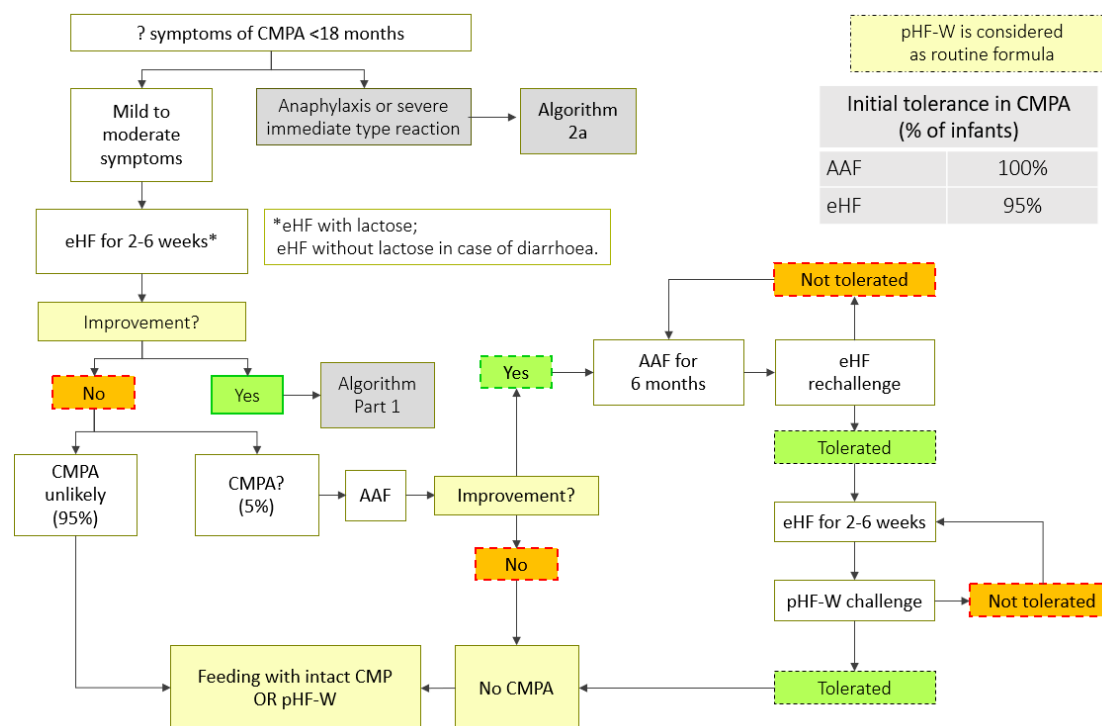 ? symptoms of CMPA <18 months
pHF-W is considered
as routine formula
Mild to
moderate
symptoms
Anaphylaxis or severe
immediate type reaction
Algorithm
2a
Initial tolerance in CMPA
(% of infants)
AAF 100%
eHF 95%
eHF for 2-6 weeks*
*eHF with lactose;
eHF without lactose in case of diarrhoea.
Improvement?
Not tolerated
No
Yes
Algorithm
Part 1
Yes
AAF for
6 months
eHF
rechallenge
Tolerated
CMPA
unlikely
(95%)
CMPA?
(5%)
AAF
Improvement?
eHF for 2-6 weeks
No
pHF-W challenge
Not tolerated
Feeding with intact CMP
OR pHF-W
No CMPA
Tolerated